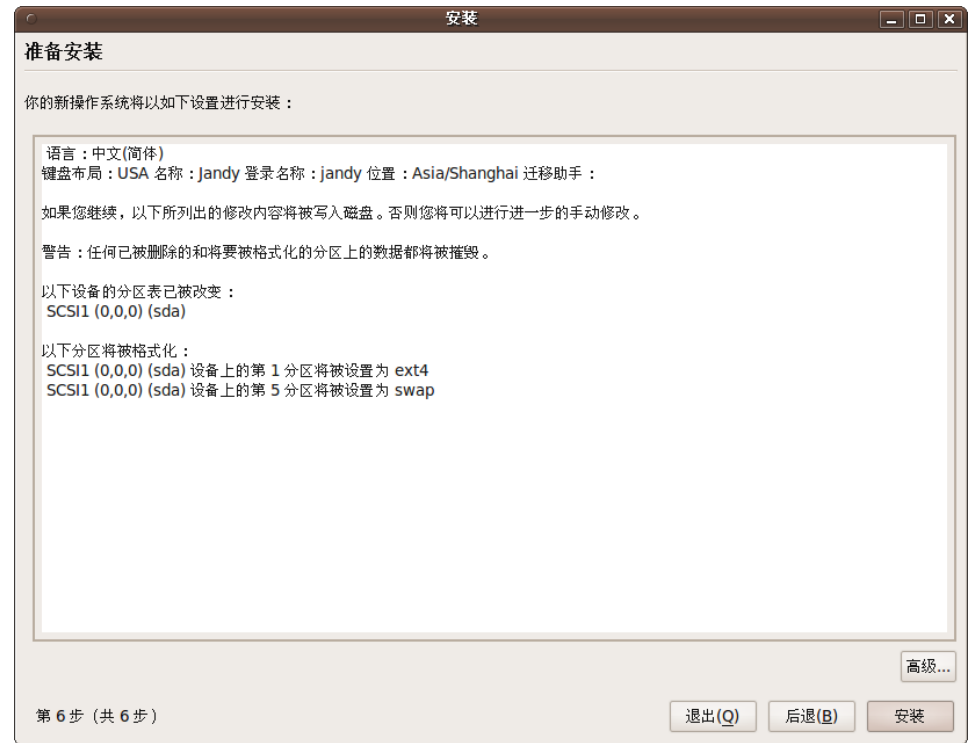 安装
准备安装
你的新操作系统将以如下设置进行安装：
语言：中文(简体)
键盘布局：USA 名称：Jandy 登录名称：jandy 位置：Asia/Shanghai 迁移助手：
如果您继续，以下所列出的修改内容将被写入磁盘。否则您将可以进行进一步的手动修改。
警告：任何已被删除的和将要被格式化的分区上的数据都将被摧毁。
以下设备的分区表已被改变：
SCSI1 (0,0,0) (sda)
以下分区将被格式化：
SCSI1 (0,0,0) (sda) 设备上的第 1 分区将被设置为 ext4
SCSI1 (0,0,0) (sda) 设备上的第 5 分区将被设置为 swap
高级...
第 6 步（共 6 步） 退出(Q) 后退(B) 安装